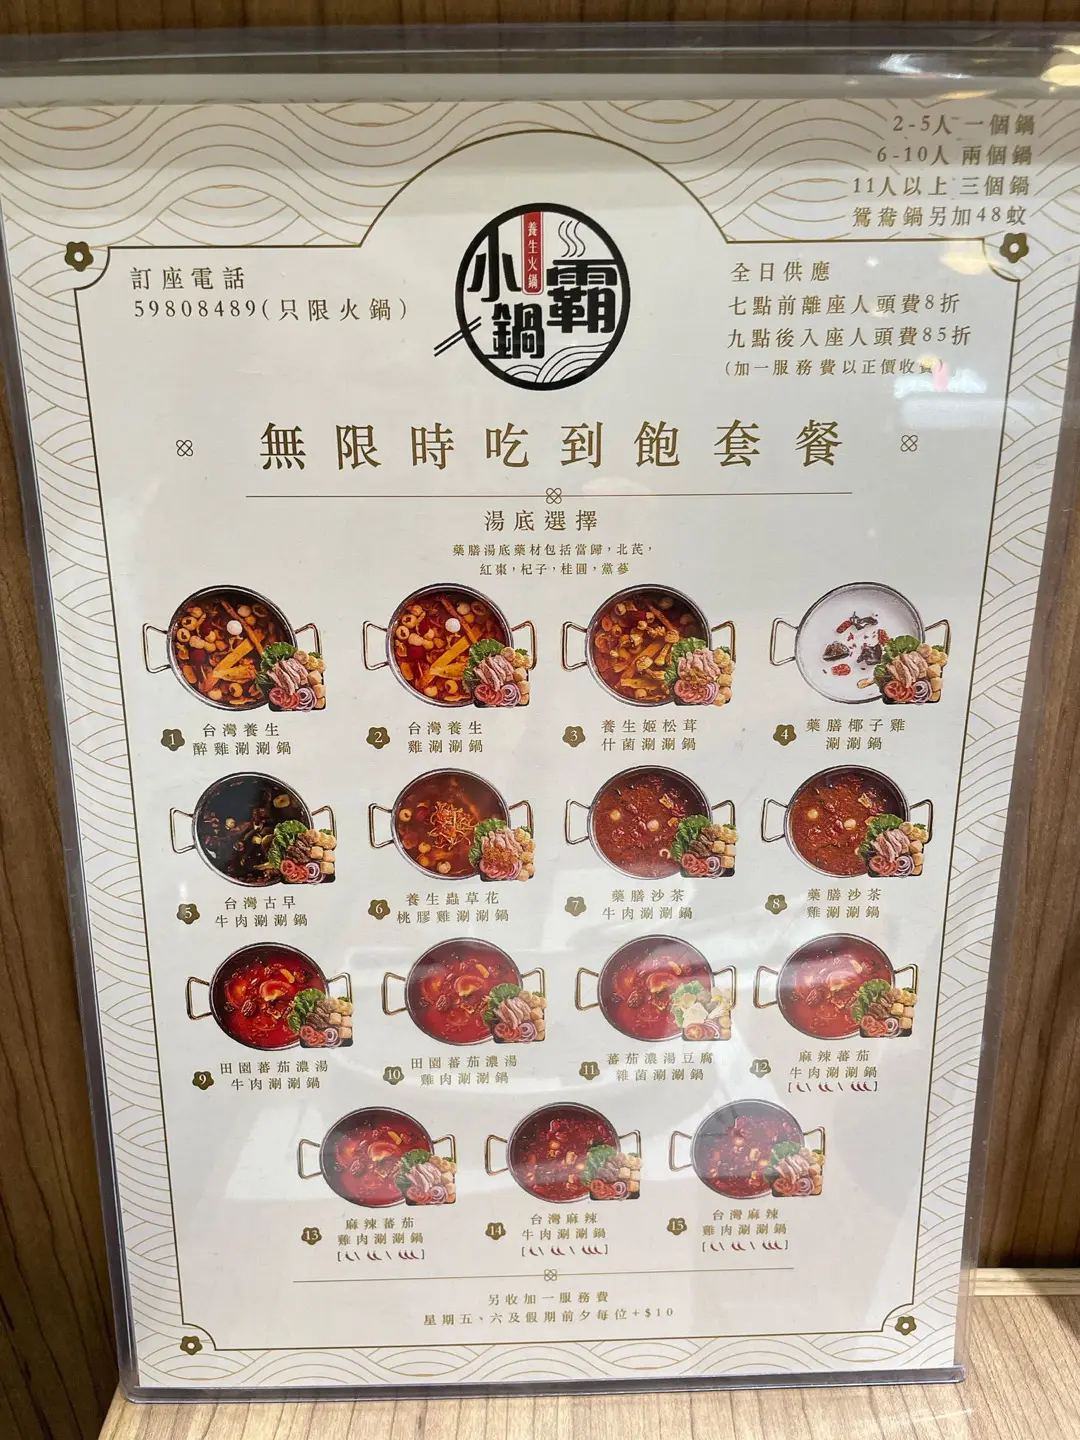 2-5人 一個鍋
6-10人 兩個鍋
11人以上 三個鍋
鴛鴦鍋另加48蚊
訂座電話
59808489(只限火鍋)
養生火鍋
小鍋霸
全日供應
七點前離座人頭費8折
九點後入座人頭費85折
(加一服務費以正價收費)
無限時吃到飽套餐
湯底選擇
藥膳湯底藥材包括當歸，北芪，
紅棗，杞子，桂圓，黨蔘
1 台灣養生
醉雞涮涮鍋
2 台灣養生
雞涮涮鍋
3 養生姬松茸
什菌涮涮鍋
4 藥膳椰子雞
涮涮鍋
5 台灣古早
牛肉涮涮鍋
6 養生蟲草花
桃膠雞涮涮鍋
7 藥膳沙茶
牛肉涮涮鍋
8 藥膳沙茶
雞涮涮鍋
9 田園蕃茄濃湯
牛肉涮涮鍋
10 田園蕃茄濃湯
雞肉涮涮鍋
11 蕃茄濃湯豆腐
雜菌涮涮鍋
12 麻辣蕃茄
牛肉涮涮鍋
13 麻辣蕃茄
雞肉涮涮鍋
14 台灣麻辣
牛肉涮涮鍋
15 台灣麻辣
雞肉涮涮鍋
另收加一服務費
星期五、六及假期前夕每位+$10